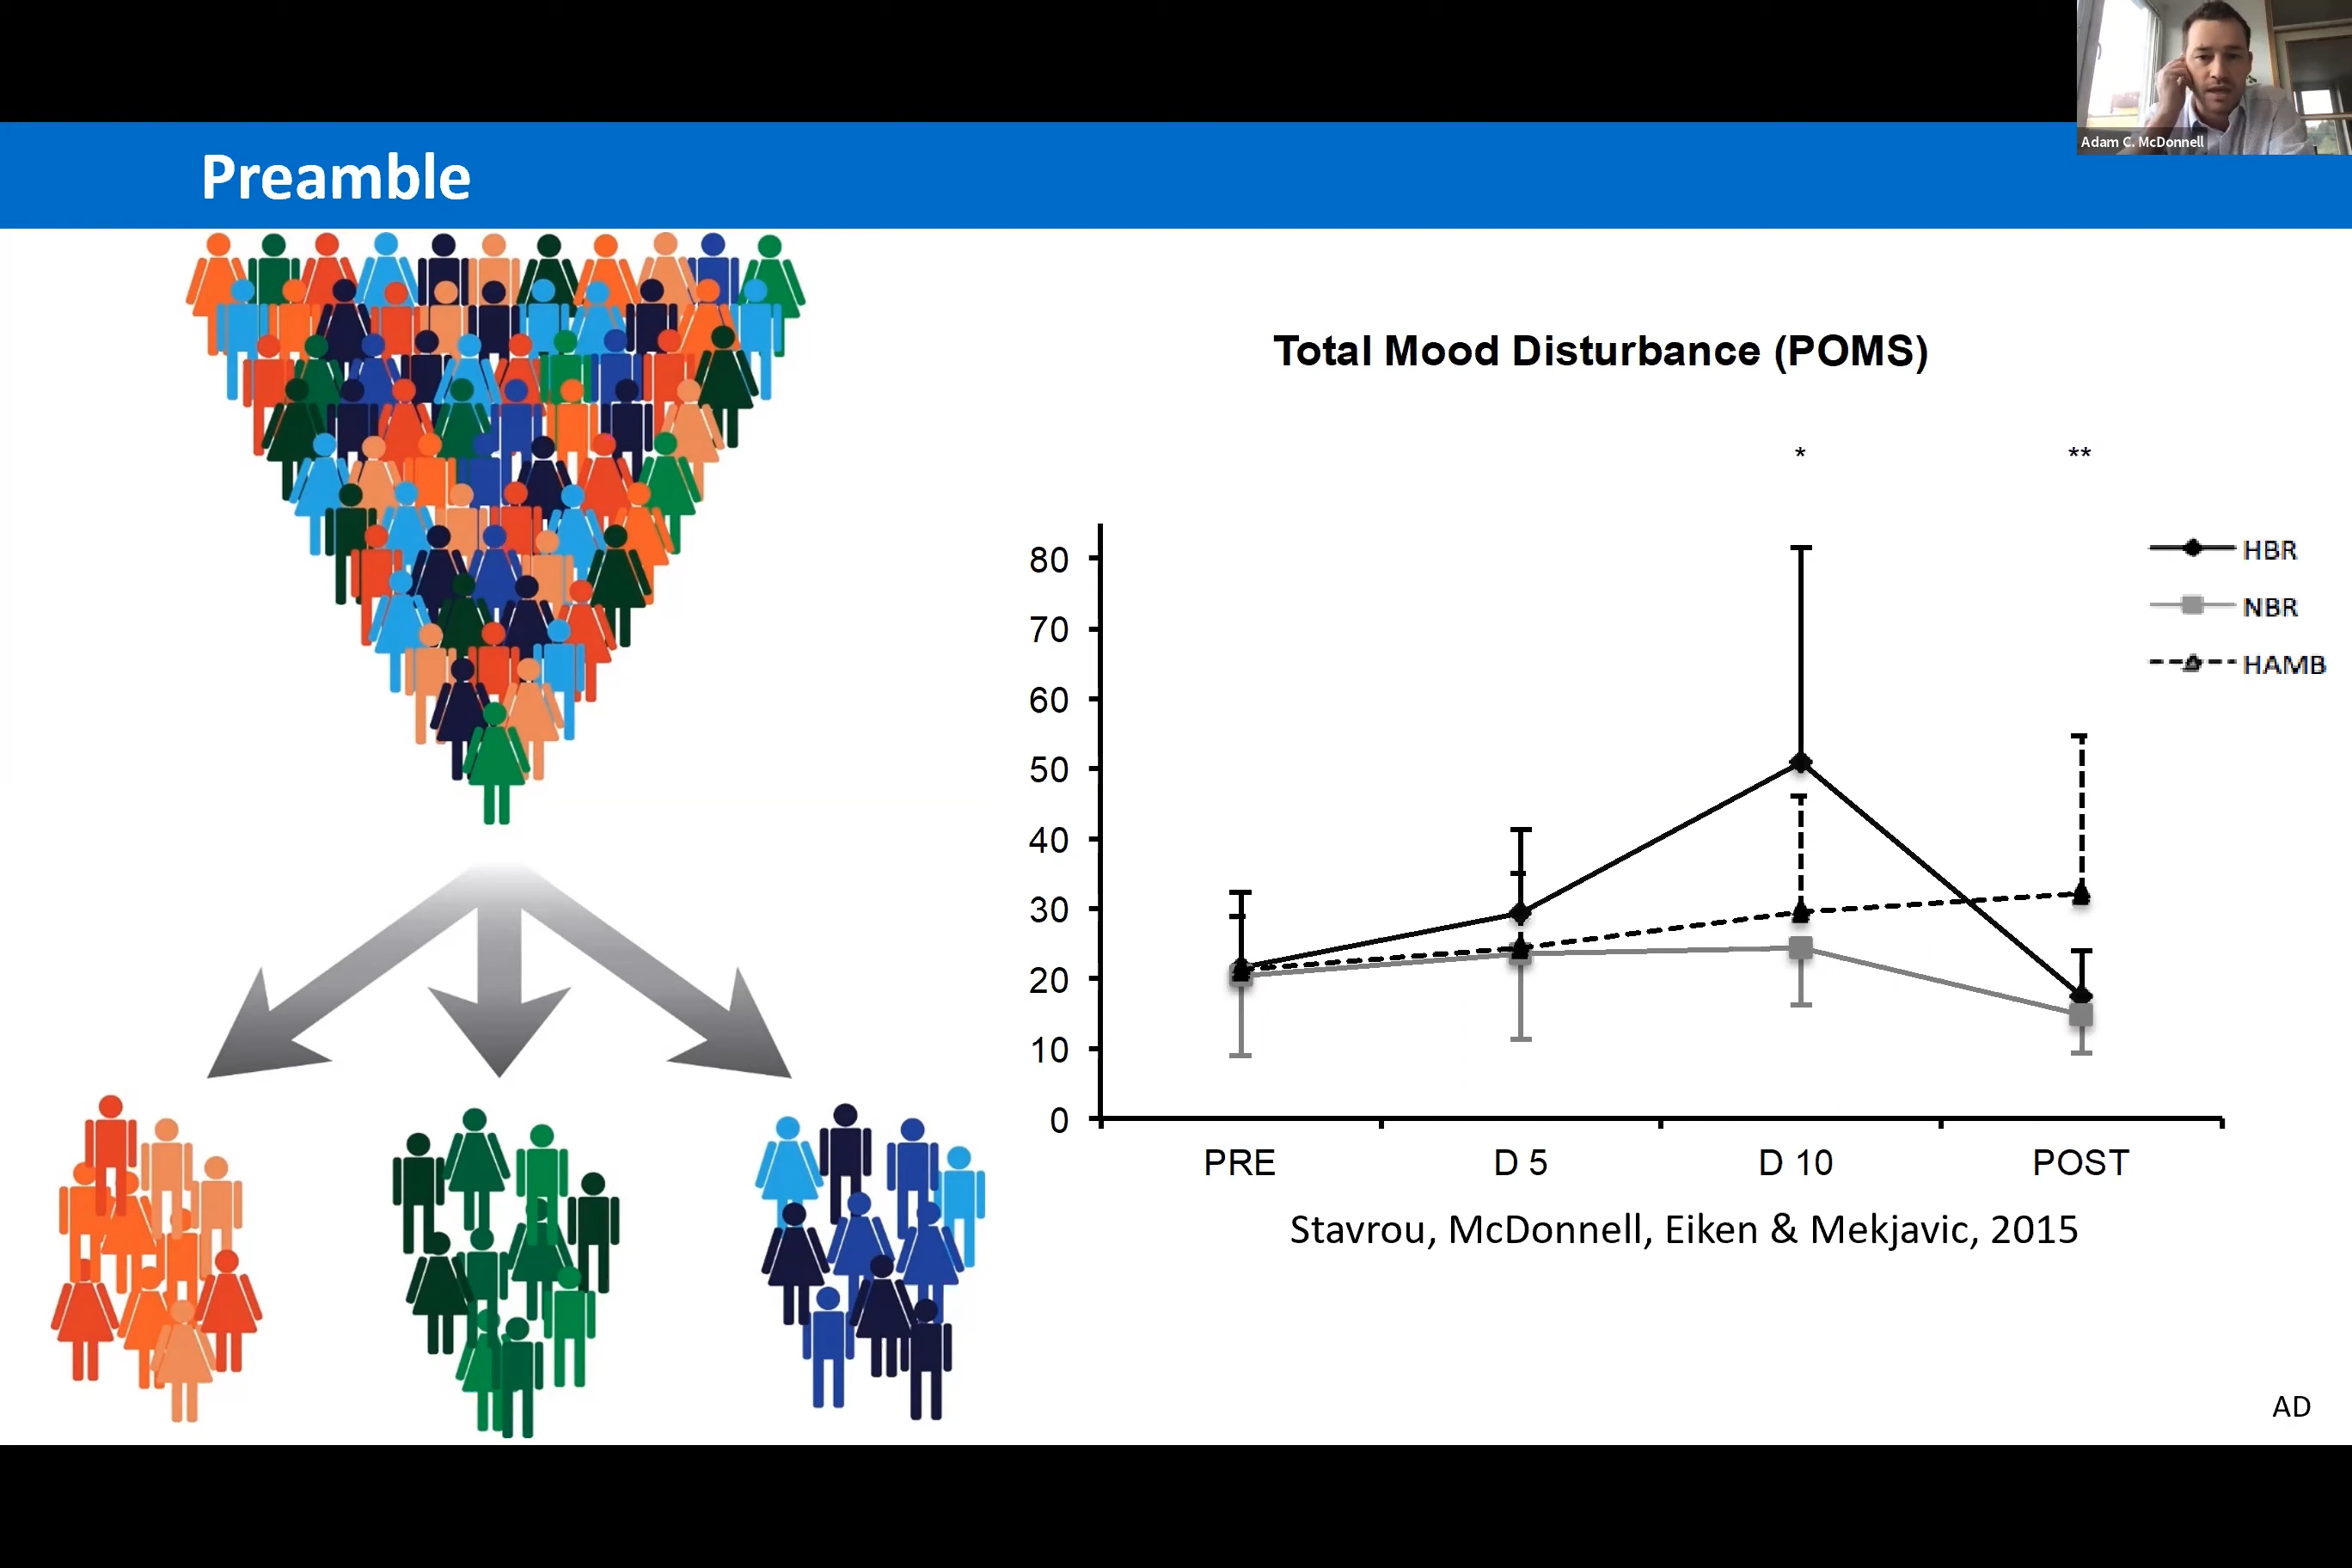 Adam C. McDonnell
Preamble
Total Mood Disturbance (POMS)
* **
80
70
60
50
40
30
20
10
0
HBR
NBR
HAMB
PRE D 5 D 10 POST
Stavrou, McDonnell, Eiken & Mekjavic, 2015
AD